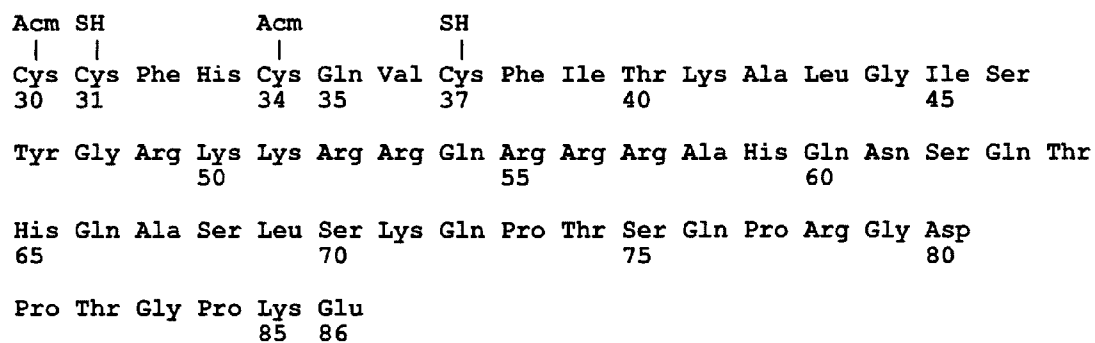 Acm SH Acm SH
| | | |
Cys Cys Phe His Cys Gln Val Cys Phe Ile Thr Lys Ala Leu Gly Ile Ser
30 31 34 35 37 40 45
Tyr Gly Arg Lys Lys Arg Arg Gln Arg Arg Arg Ala His Gln Asn Ser Gln Thr
50 55 60
His Gln Ala Ser Leu Ser Lys Gln Pro Thr Ser Gln Pro Arg Gly Asp
65 70 75 80
Pro Thr Gly Pro Lys Glu
85 86